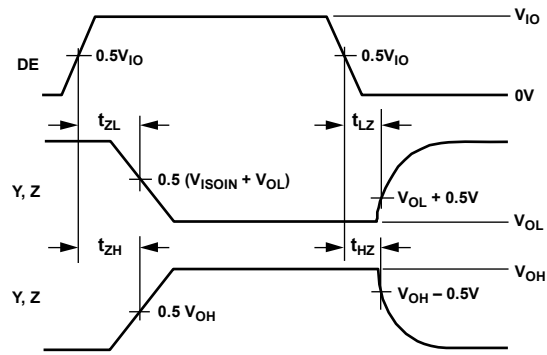 V_IO
DE
0.5V_IO
0.5V_IO
0V
t_ZL
t_LZ
Y, Z
0.5 (V_ISOIN + V_OL)
V_OL + 0.5V
V_OL
t_ZH
t_HZ
V_OH
Y, Z
0.5 V_OH
V_OH – 0.5V